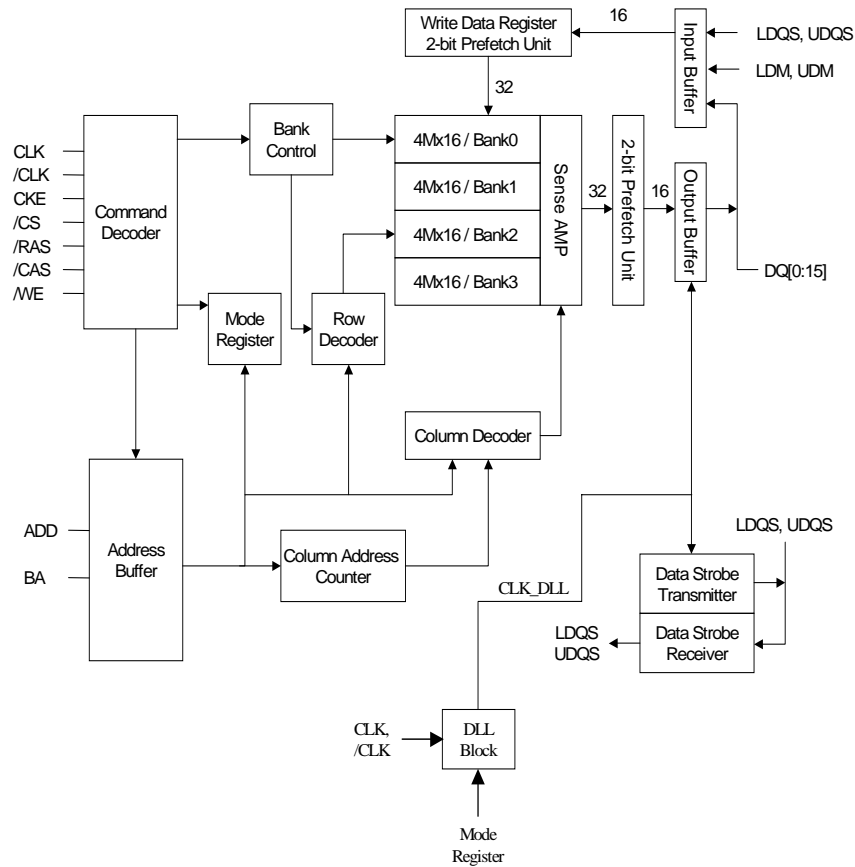 Write Data Register
2-bit Prefetch Unit
16
Input Buffer
LDQS, UDQS
LDM, UDM
32
Bank
Control
4Mx16 / Bank0
4Mx16 / Bank1
4Mx16 / Bank2
4Mx16 / Bank3
Sense AMP
32
2-bit Prefetch Unit
16
Output Buffer
DQ[0:15]
CLK
/CLK
CKE
/CS
/RAS
/CAS
/WE
Command
Decoder
Mode
Register
Row
Decoder
Column Decoder
ADD
BA
Address
Buffer
Column Address
Counter
CLK_DLL
LDQS, UDQS
Data Strobe
Transmitter
Data Strobe
Receiver
LDQS
UDQS
CLK,
/CLK
DLL
Block
Mode
Register